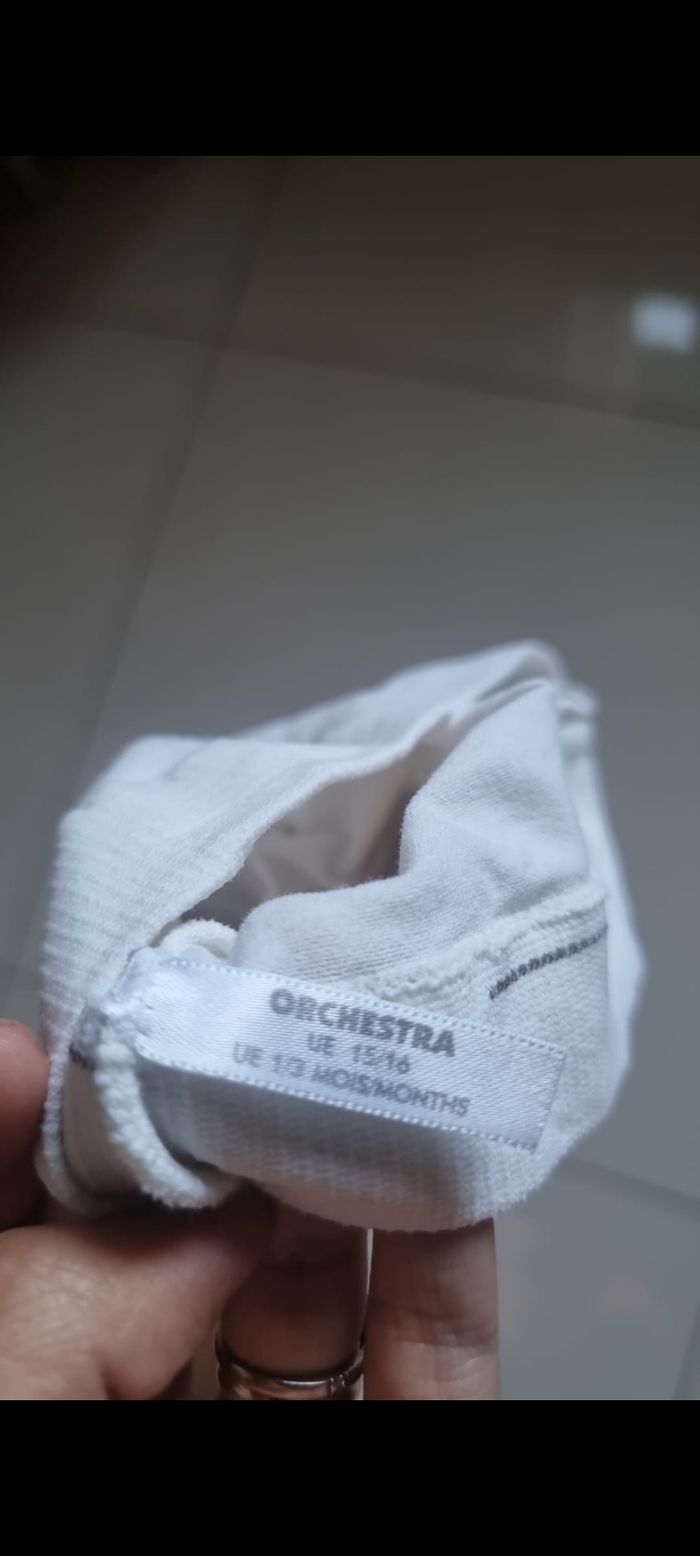 ORCHESTRA
UE 15/16
UE 1/3 MOIS/MONTHS